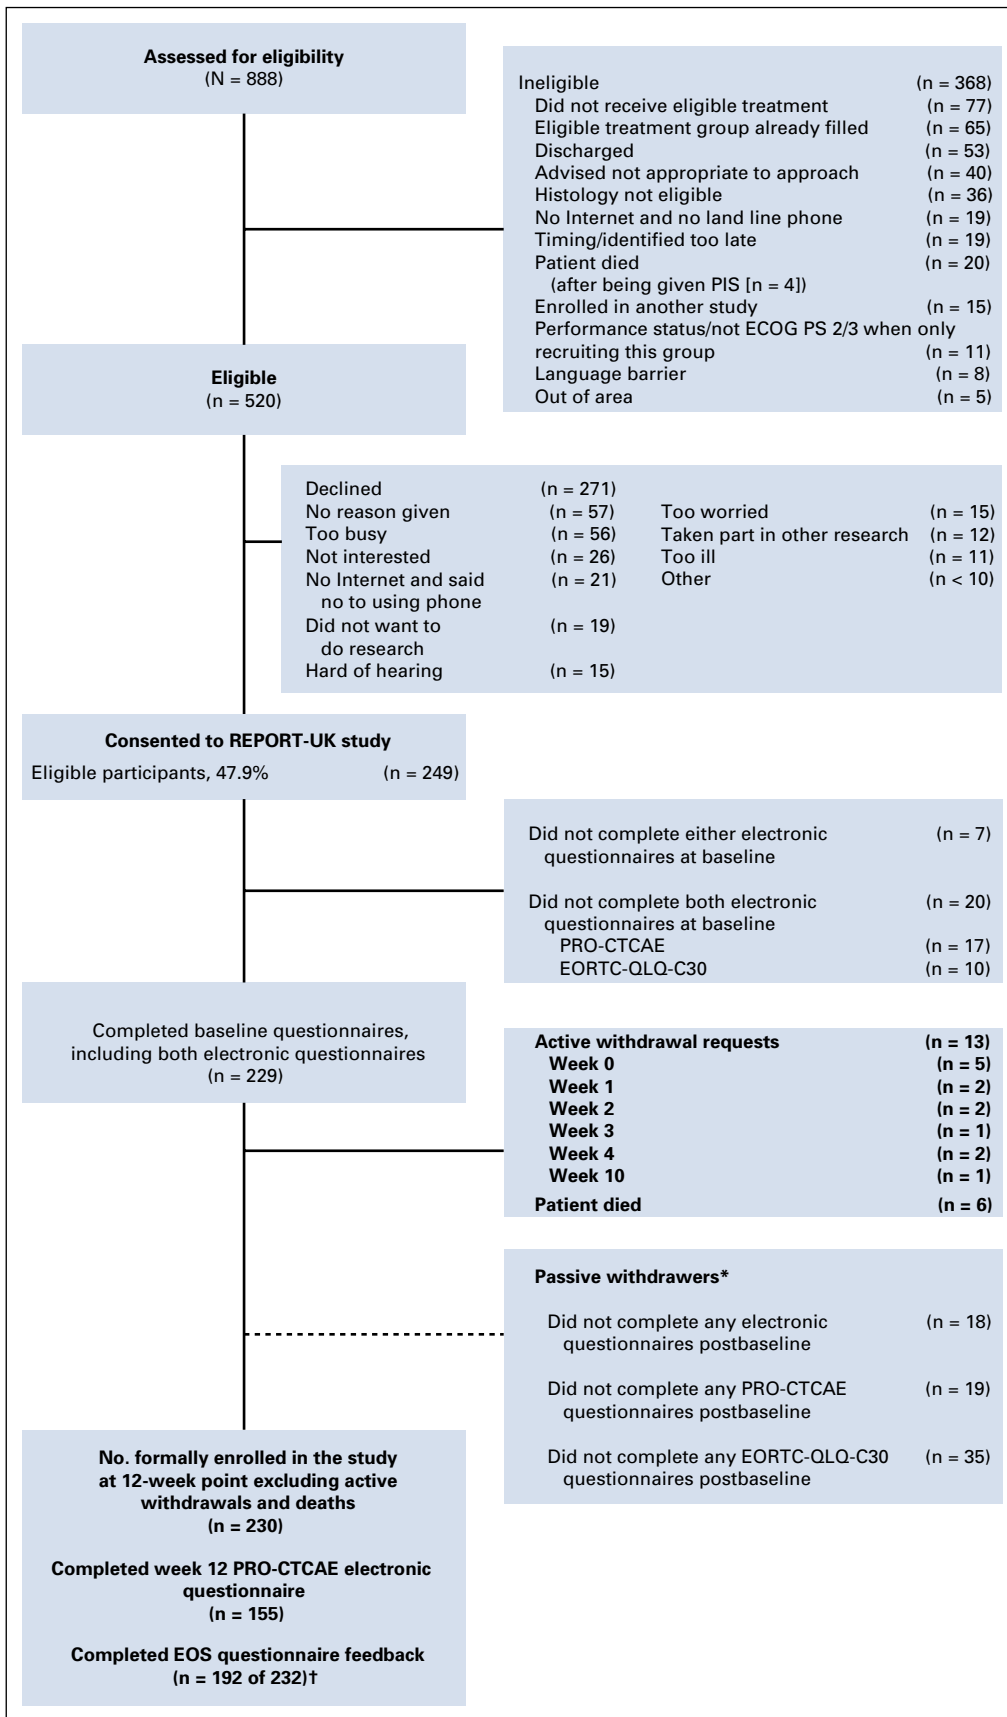 Assessed for eligibility
(N = 888)
Ineligible (n = 368)
Did not receive eligible treatment (n = 77)
Eligible treatment group already filled (n = 65)
Discharged (n = 53)
Advised not appropriate to approach (n = 40)
Histology not eligible (n = 36)
No Internet and no land line phone (n = 19)
Timing/identified too late (n = 19)
Patient died (n = 20)
(after being given PIS [n = 4])
Enrolled in another study (n = 15)
Performance status/not ECOG PS 2/3 when only
recruiting this group (n = 11)
Language barrier (n = 8)
Out of area (n = 5)
Eligible
(n = 520)
Declined (n = 271)
No reason given (n = 57)
Too busy (n = 56)
Not interested (n = 26)
No Internet and said (n = 21)
no to using phone
Did not want to (n = 19)
do research
Hard of hearing (n = 15)
Too worried (n = 15)
Taken part in other research (n = 12)
Too ill (n = 11)
Other (n < 10)
Consented to REPORT-UK study
Eligible participants, 47.9% (n = 249)
Did not complete either electronic (n = 7)
questionnaires at baseline
Did not complete both electronic (n = 20)
questionnaires at baseline
PRO-CTCAE (n = 17)
EORTC-QLQ-C30 (n = 10)
Completed baseline questionnaires,
including both electronic questionnaires
(n = 229)
Active withdrawal requests (n = 13)
Week 0 (n = 5)
Week 1 (n = 2)
Week 2 (n = 2)
Week 3 (n = 1)
Week 4 (n = 2)
Week 10 (n = 1)
Patient died (n = 6)
Passive withdrawers*
Did not complete any electronic (n = 18)
questionnaires postbaseline
Did not complete any PRO-CTCAE (n = 19)
questionnaires postbaseline
Did not complete any EORTC-QLQ-C30 (n = 35)
questionnaires postbaseline
No. formally enrolled in the study
at 12-week point excluding active
withdrawals and deaths
(n = 230)
Completed week 12 PRO-CTCAE electronic
questionnaire
(n = 155)
Completed EOS questionnaire feedback
(n = 192 of 232)†